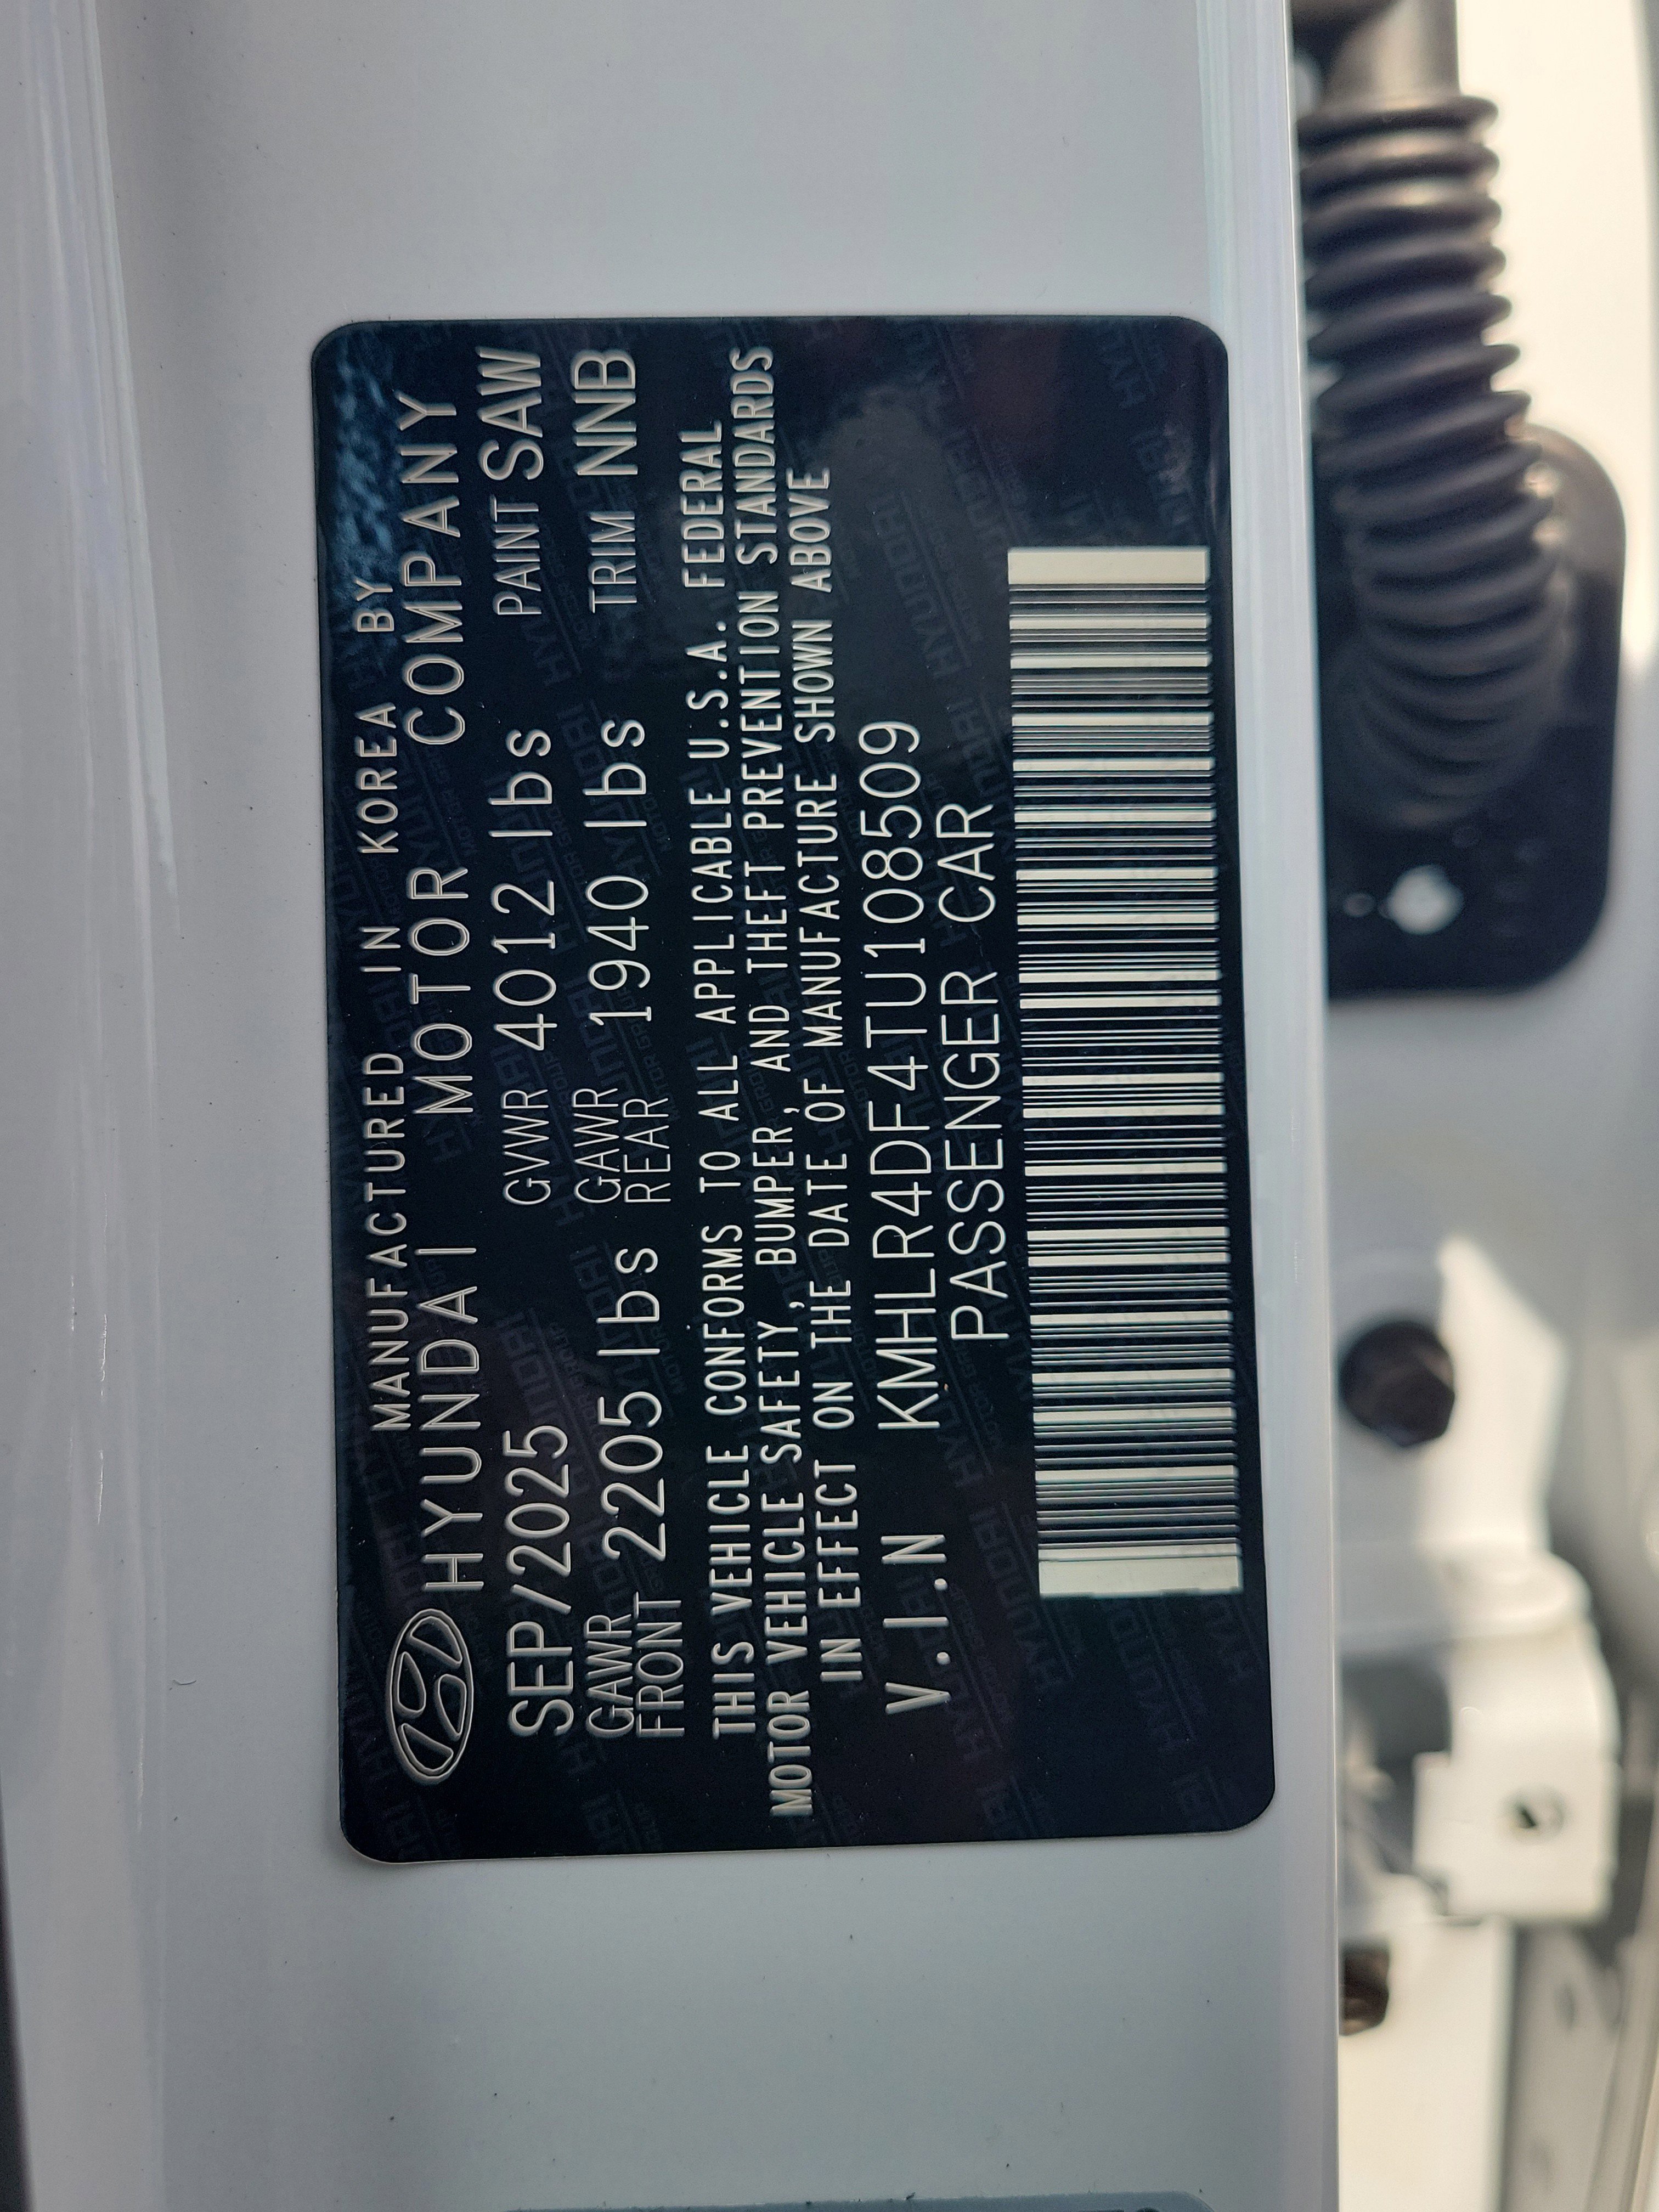 MANUFACTURED IN KOREA BY
HYUNDAI MOTOR COMPANY
SEP/2025 GVWR 4012 lbs PAINT SAW
GAWR FRONT 2205 lbs GAWR REAR 1940 lbs TRIM NNB
THIS VEHICLE CONFORMS TO ALL APPLICABLE U.S.A. FEDERAL
MOTOR VEHICLE SAFETY, BUMPER, AND THEFT PREVENTION STANDARDS
IN EFFECT ON THE DATE OF MANUFACTURE SHOWN ABOVE
V.I.N KMHLR4DF4TU108509
PASSENGER CAR